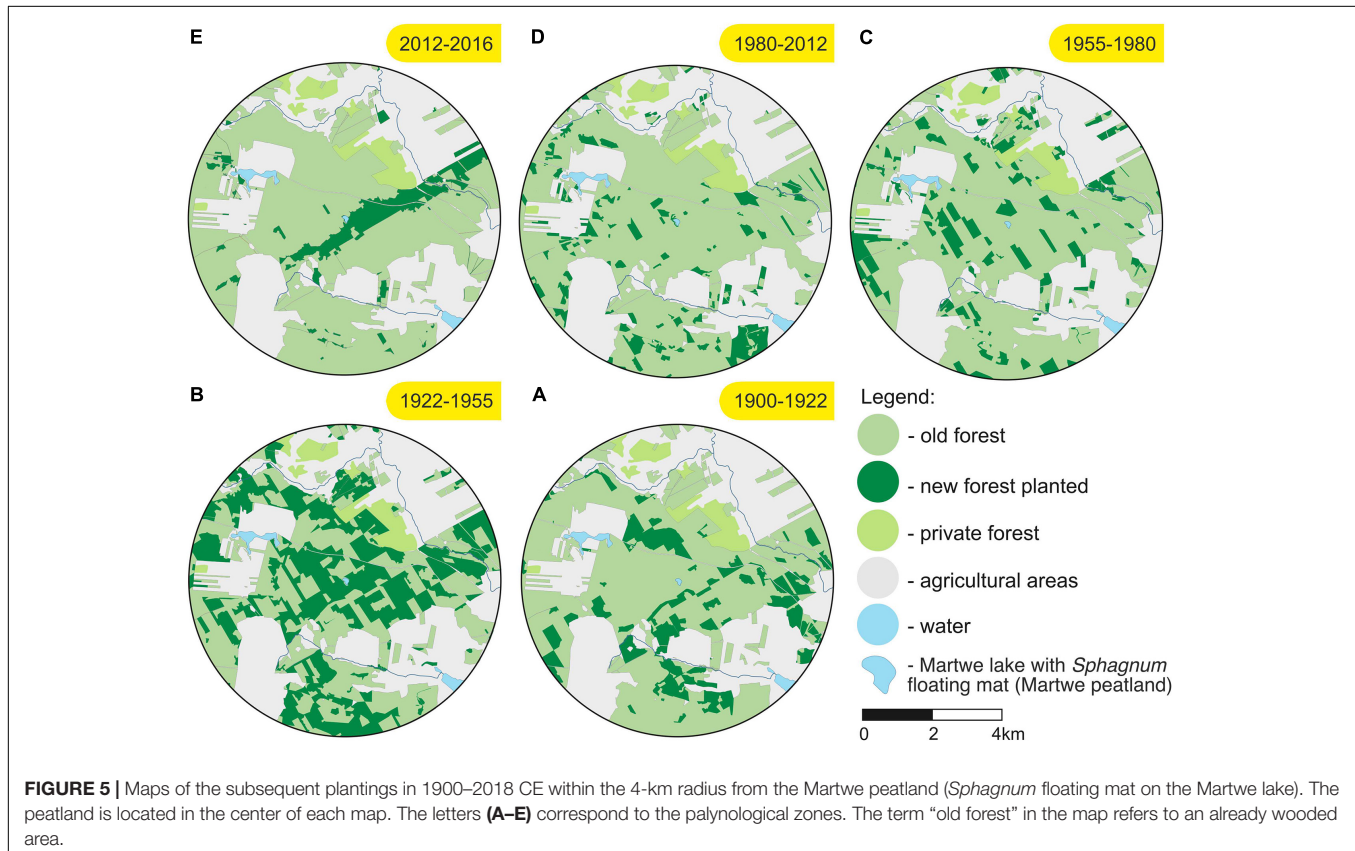 E 2012-2016
D 1980-2012
C 1955-1980
B 1922-1955
A 1900-1922
Legend:
- old forest
- new forest planted
- private forest
- agricultural areas
- water
- Martwe lake with Sphagnum
floating mat (Martwe peatland)
0 2 4km
FIGURE 5 | Maps of the subsequent plantings in 1900–2018 CE within the 4-km radius from the Martwe peatland (Sphagnum floating mat on the Martwe lake). The
peatland is located in the center of each map. The letters (A–E) correspond to the palynological zones. The term “old forest” in the map refers to an already wooded
area.